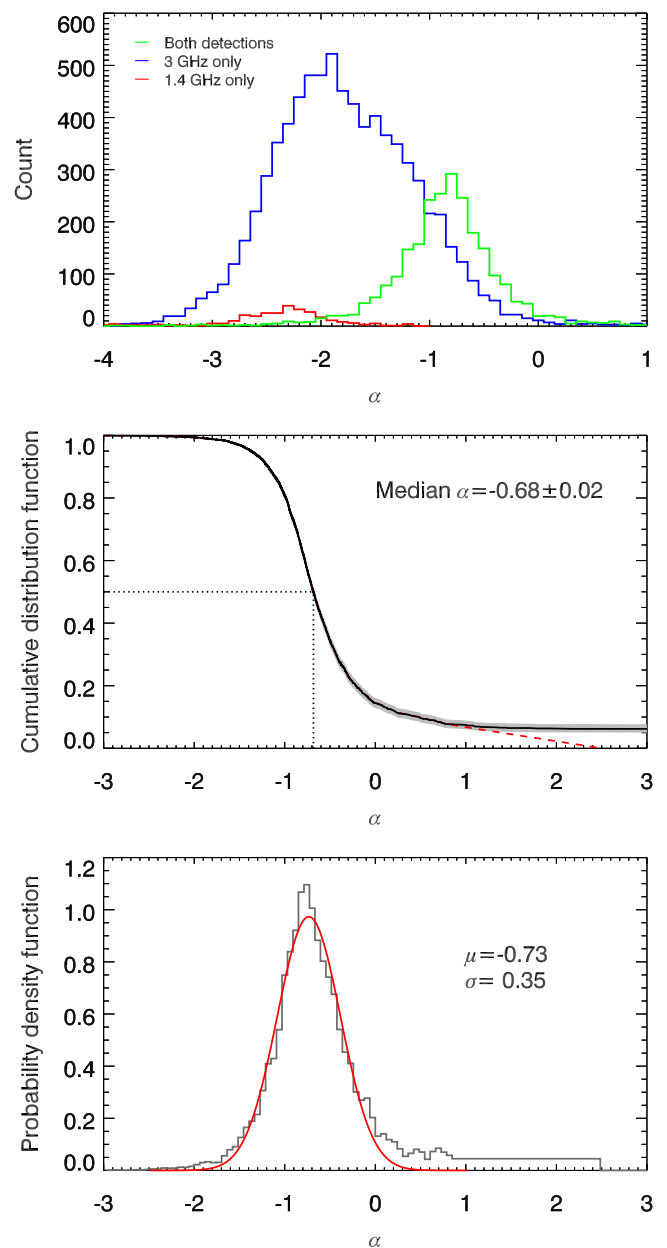 600
500
400
300
200
100
0
Count
Both detections
3 GHz only
1.4 GHz only
-4 -3 -2 -1 0 1
α
1.0
0.8
0.6
0.4
0.2
0.0
Cumulative distribution function
Median α=-0.68±0.02
-3 -2 -1 0 1 2 3
α
1.2
1.0
0.8
0.6
0.4
0.2
0.0
Probability density function
μ=-0.73
σ= 0.35
-3 -2 -1 0 1 2 3
α